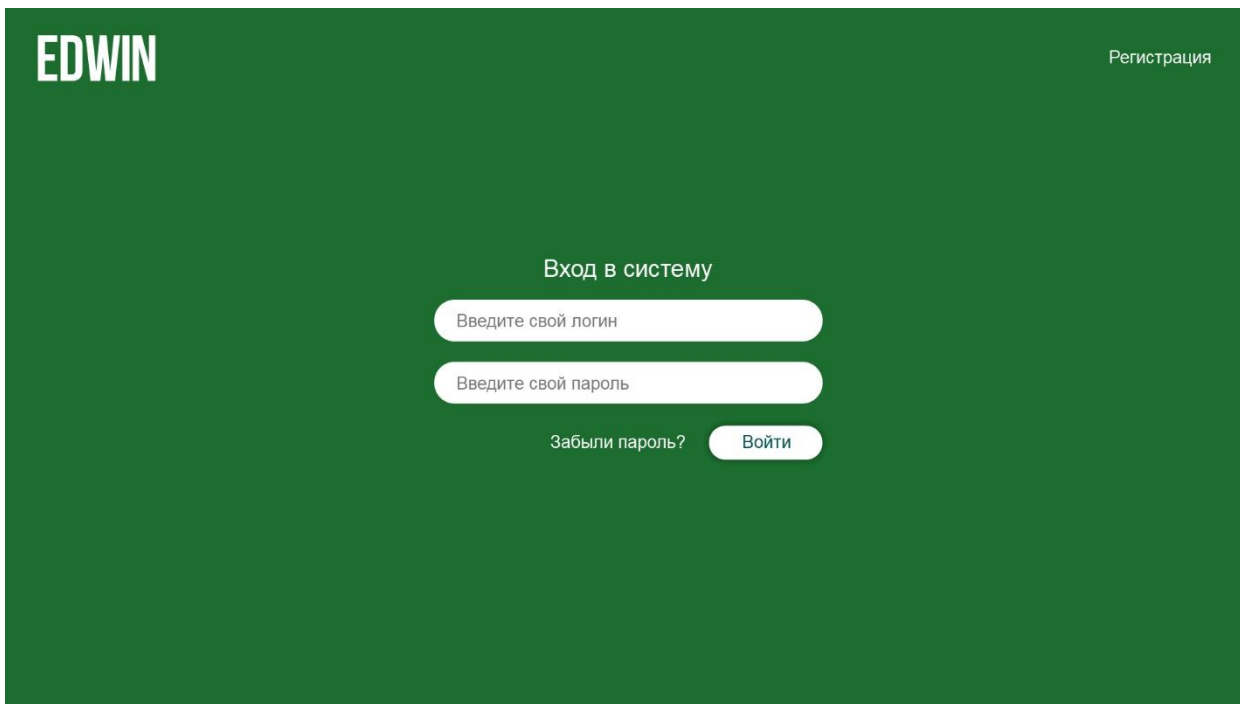 EDWIN
Регистрация
Вход в систему
Введите свой логин
Введите свой пароль
Забыли пароль?
Войти